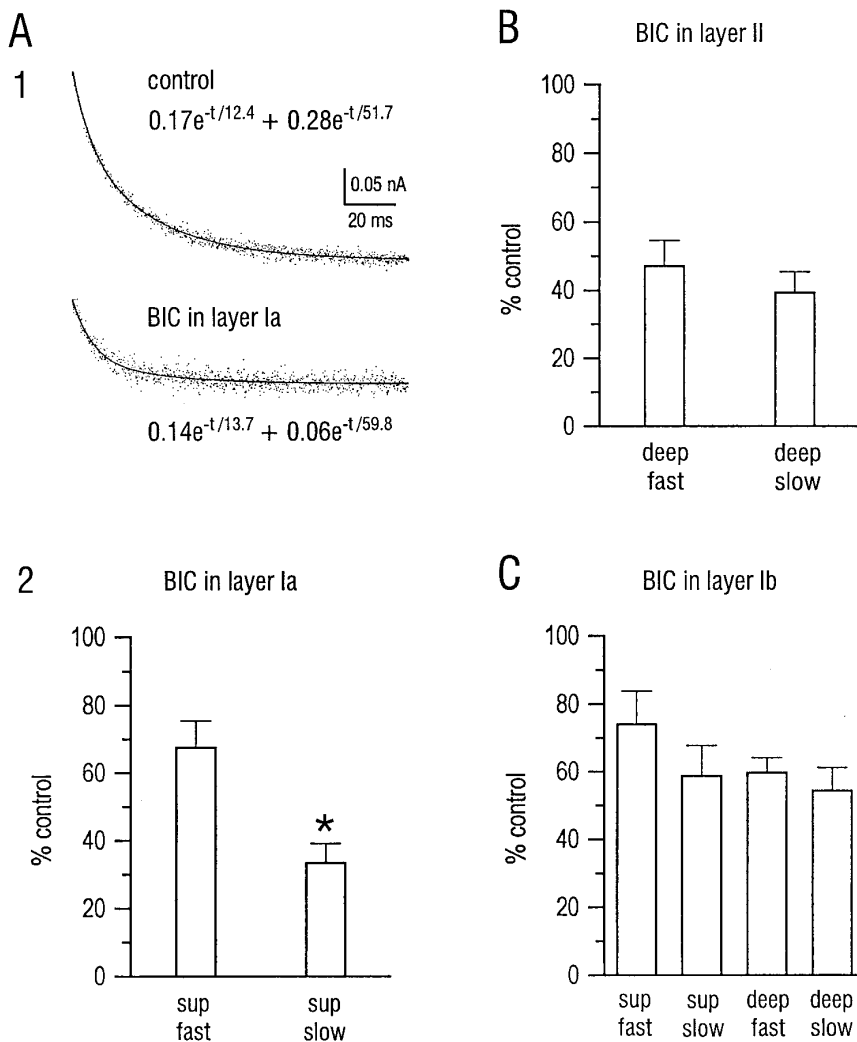 A
1
control
0.17e^-t/12.4 + 0.28e^-t/51.7
0.05 nA
20 ms
BIC in layer Ia
0.14e^-t/13.7 + 0.06e^-t/59.8
B
BIC in layer II
% control
100
80
60
40
20
0
deep
fast
deep
slow
2
BIC in layer Ia
% control
100
80
60
40
20
0
*
sup
fast
sup
slow
C
BIC in layer Ib
% control
100
80
60
40
20
0
sup
fast
sup
slow
deep
fast
deep
slow